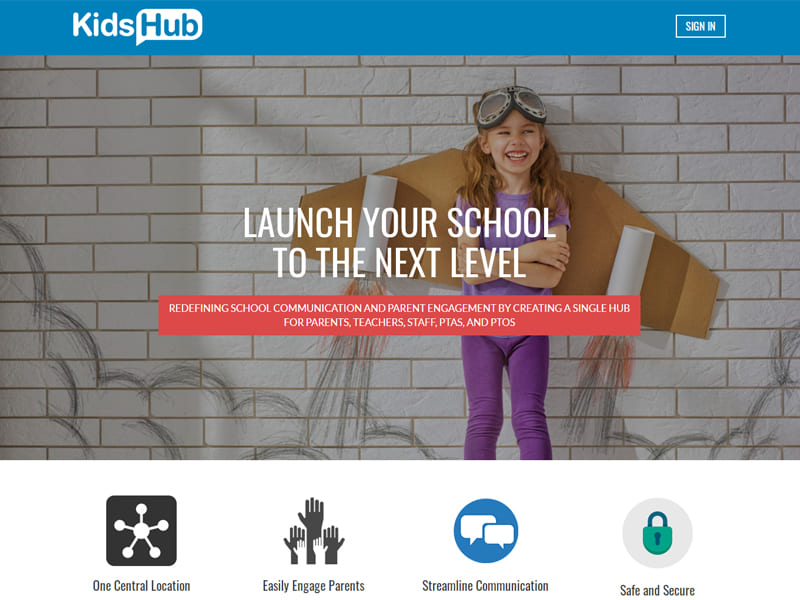 KidsHub
SIGN IN
LAUNCH YOUR SCHOOL
TO THE NEXT LEVEL
REDEFINING SCHOOL COMMUNICATION AND PARENT ENGAGEMENT BY CREATING A SINGLE HUB
FOR PARENTS, TEACHERS, STAFF, PTAS, AND PTOS
One Central Location
Easily Engage Parents
Streamline Communication
Safe and Secure